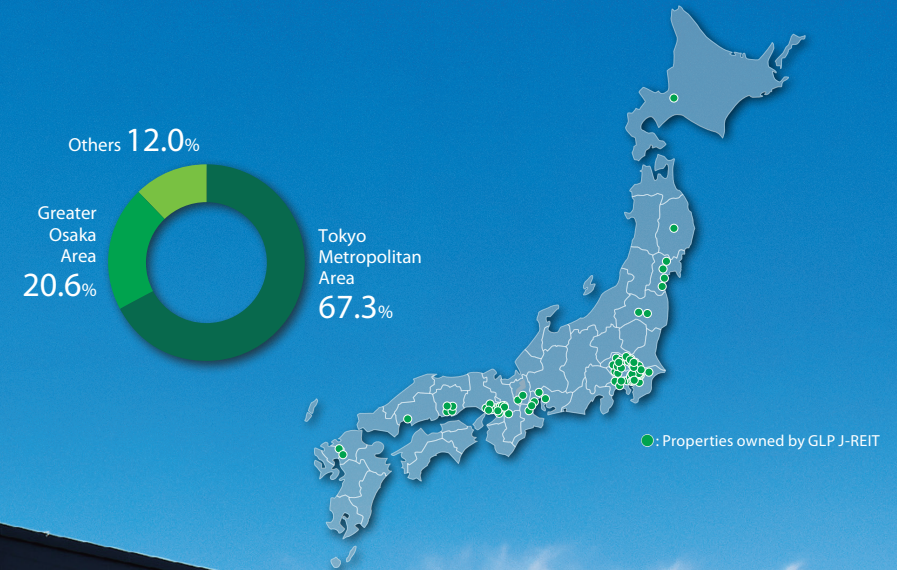 Others 12.0%
Greater
Osaka
Area
20.6%
Tokyo
Metropolitan
Area
67.3%
: Properties owned by GLP J-REIT